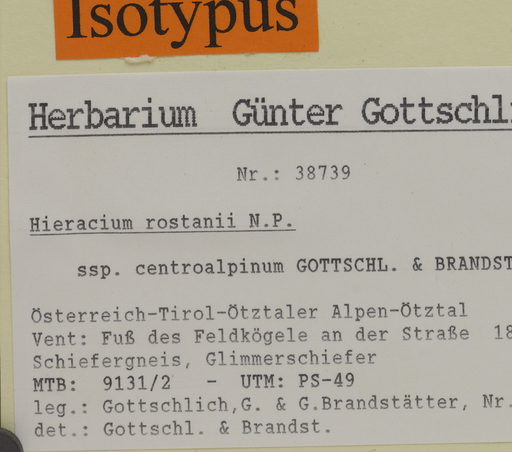 Isotypus
Herbarium Günter Gottschl
Nr.: 38739
Hieracium rostanii N.P.
ssp. centroalpinum GOTTSCHL. & BRANDST
Österreich-Tirol-Ötztaler Alpen-Ötztal
Vent: Fuß des Feldkögele an der Straße 18
Schiefergneis, Glimmerschiefer
MTB: 9131/2 - UTM: PS-49
leg.: Gottschlich,G. & G.Brandstätter, Nr.
det.: Gottschl. & Brandst.